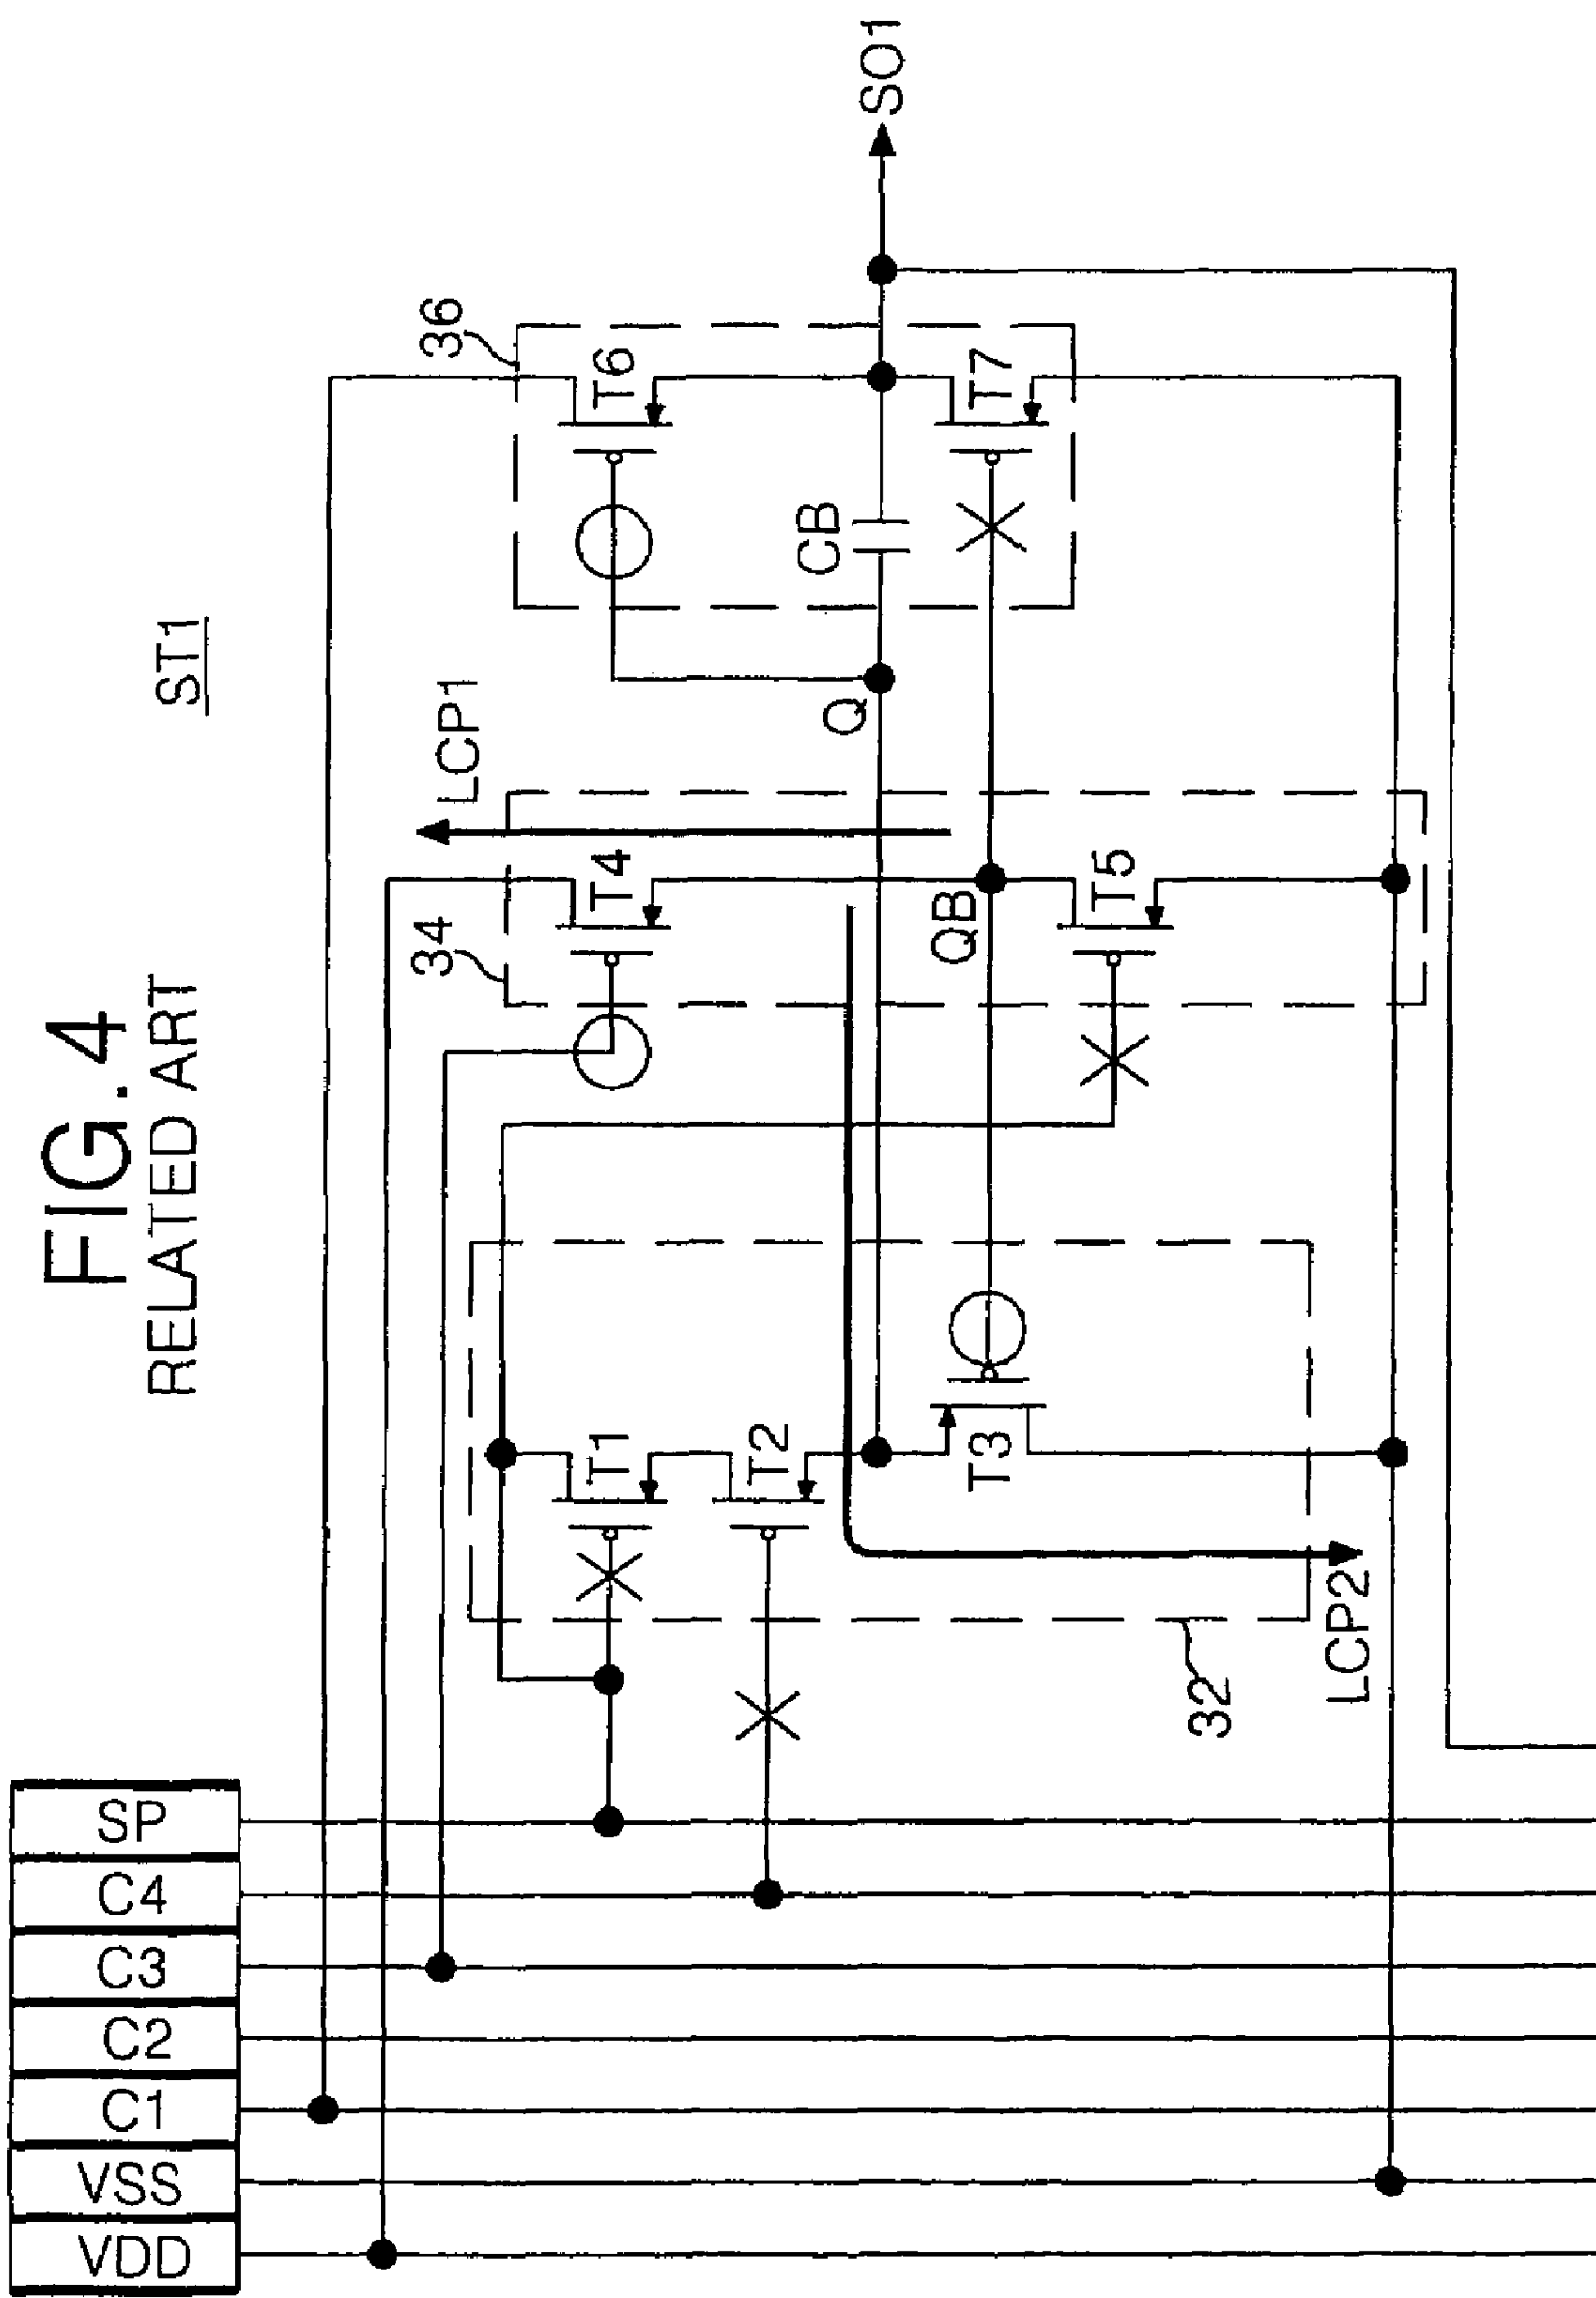 FIG. 4
RELATED ART
ST1
SP
C4
C3
C2
C1
VSS
VDD
36
T6
SO1
CB
T7
LCP1
Q
34
T4
QB
T5
T1
T2
T3
32
LCP2